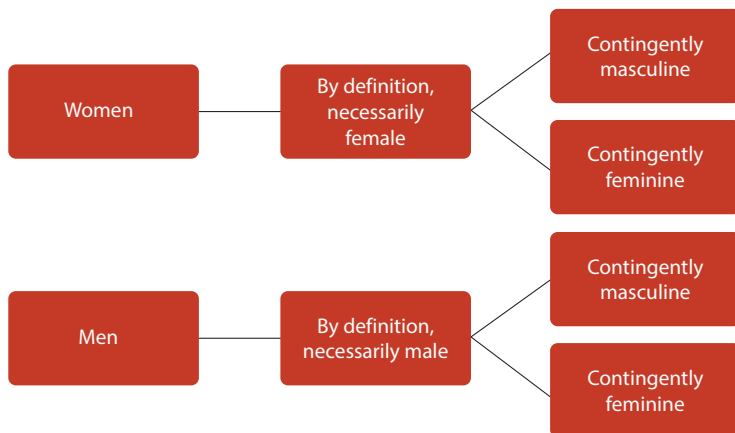 Women
By definition,
necessarily
female
Contingently
masculine
Contingently
feminine
Men
By definition,
necessarily male
Contingently
masculine
Contingently
feminine